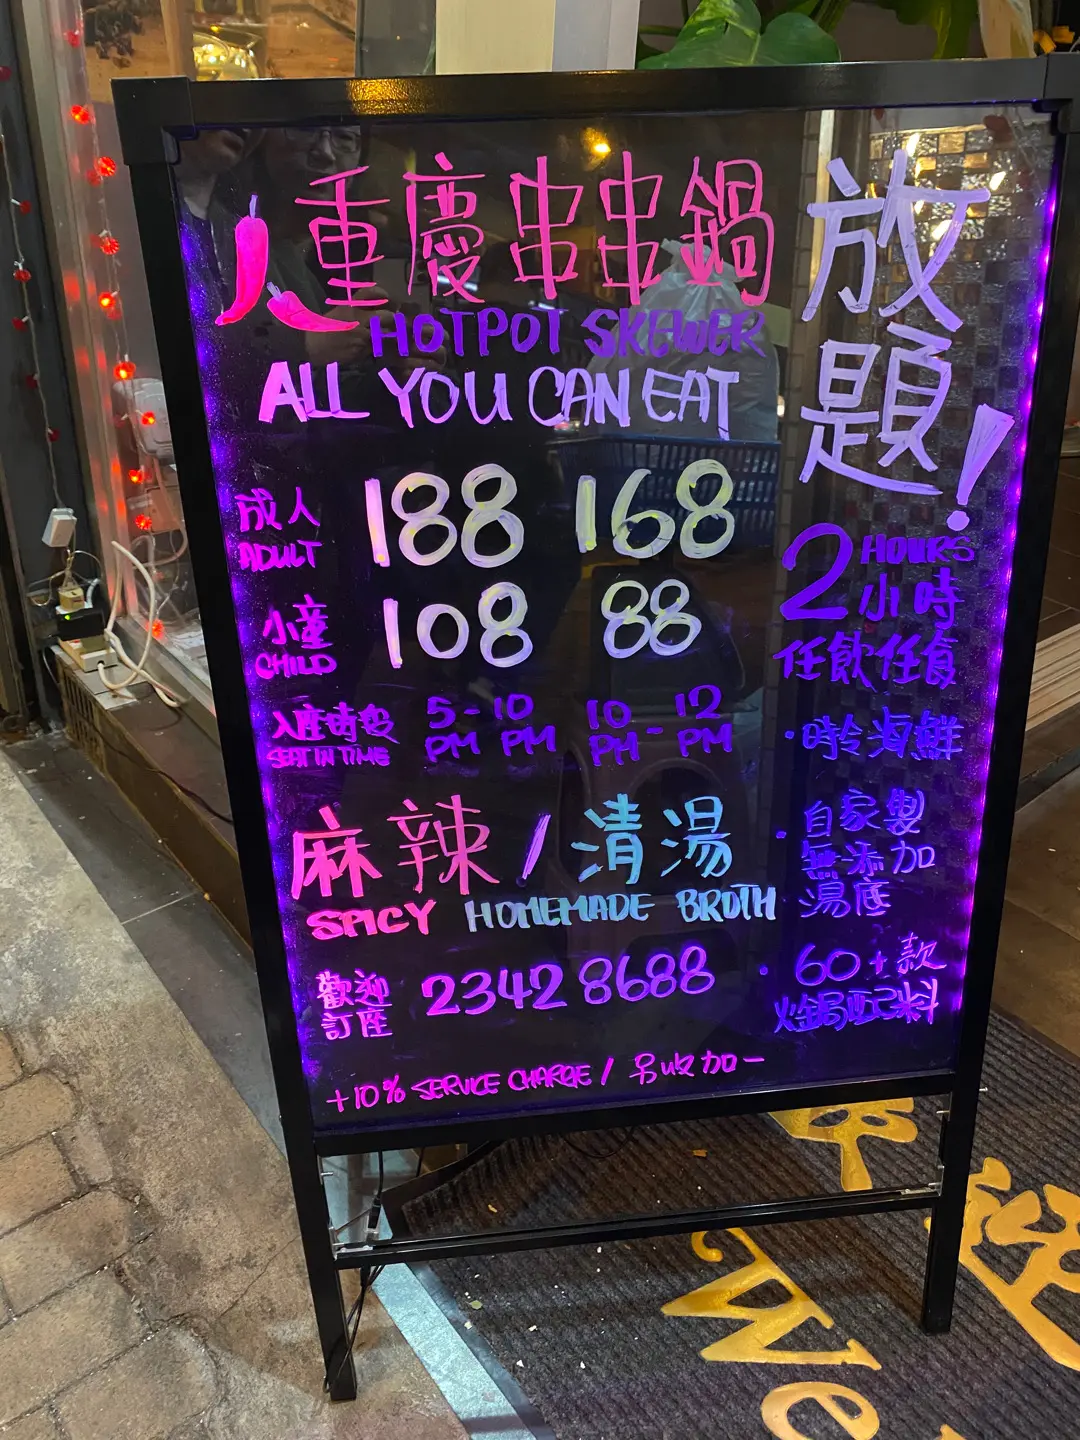 重慶串串鍋
HOTPOT SKEWER
ALL YOU CAN EAT
放題!
成人 188 168
ADULT
小童 108 88
CHILD
入座時段 5-10 10-12
SEAT IN TIME PM PM PM PM
麻辣/清湯
SPICY HOMEMADE BROTH
歡迎 2342 8688
訂座
+10% SERVICE CHARGE / 另收加一
2 HOURS
小時
任飲任食
·時令海鮮
·自家製
無添加
湯底
·60+款
火鍋配料
迎
We